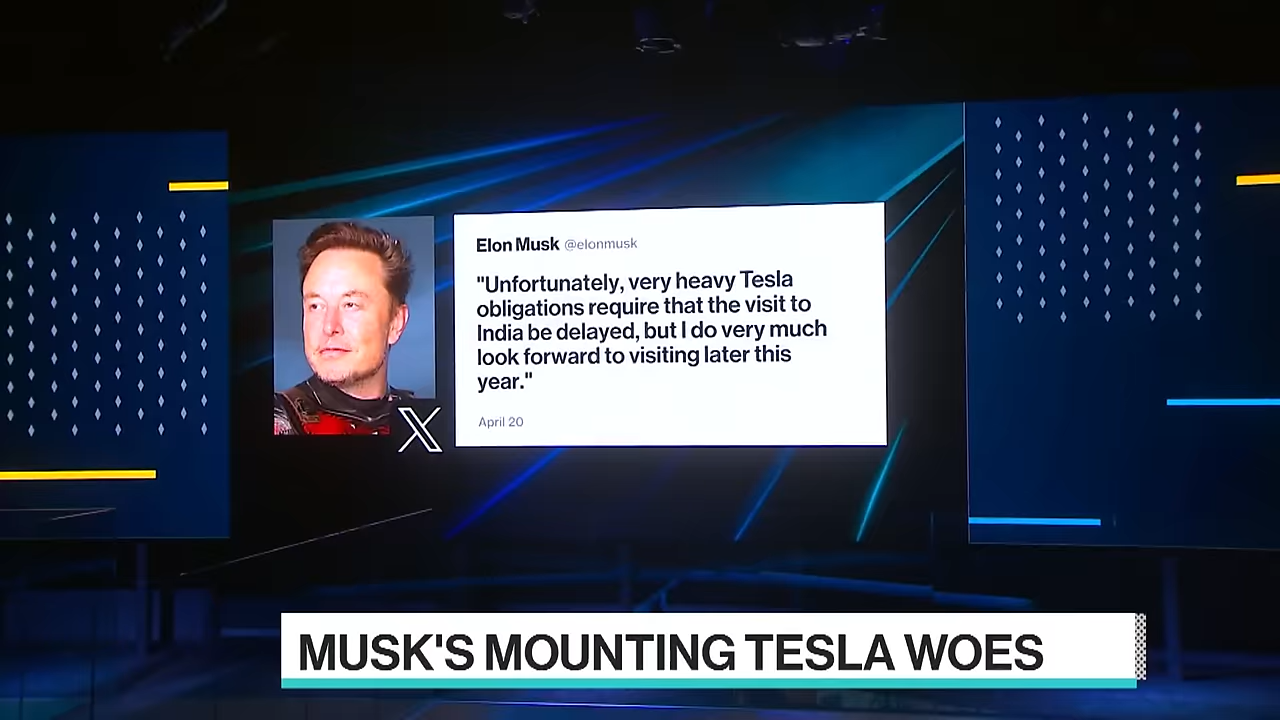 Elon Musk @elonmusk
"Unfortunately, very heavy Tesla
obligations require that the visit to
India be delayed, but I do very much
look forward to visiting later this
year."
April 20
X
MUSK'S MOUNTING TESLA WOES